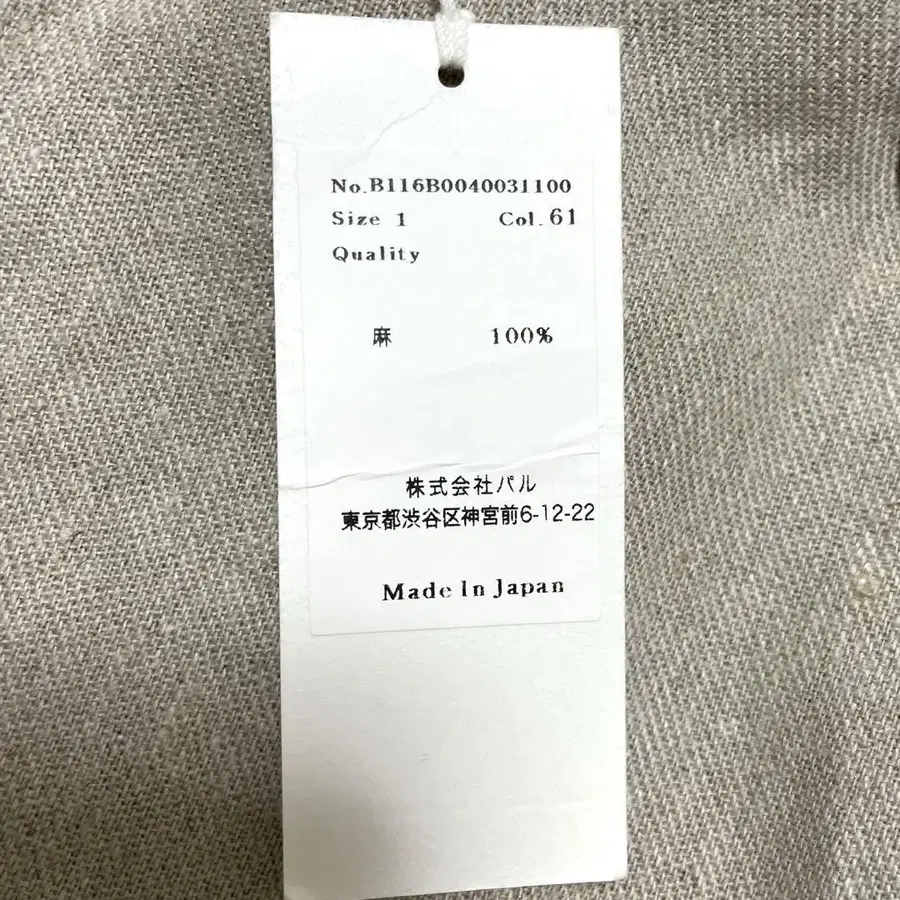 No.B116B0040031100
Size 1 Col.61
Quality
麻 100%
株式会社パル
東京都渋谷区神宮前6-12-22
Made In Japan